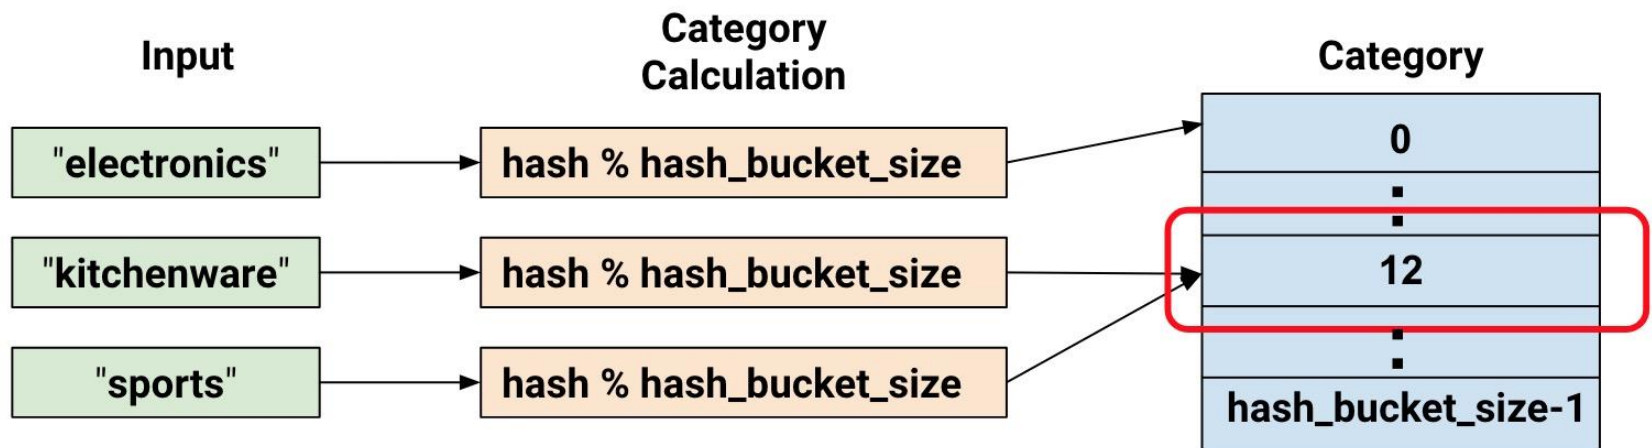 Input
Category
Calculation
Category
"electronics"
hash % hash_bucket_size
0
"kitchenware"
hash % hash_bucket_size
12
"sports"
hash % hash_bucket_size
hash_bucket_size-1